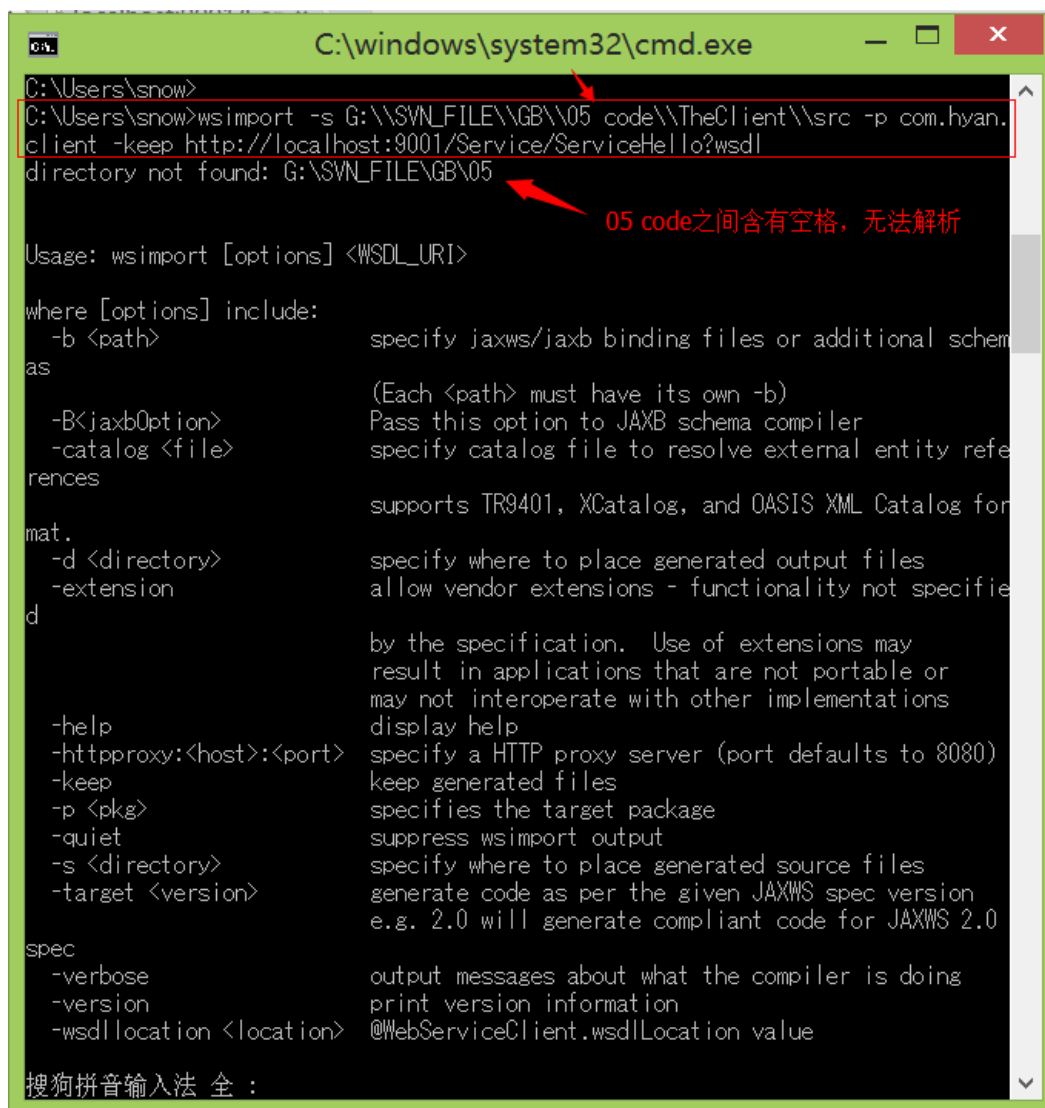 C:\windows\system32\cmd.exe
C:\Users\snow>
C:\Users\snow>wsimport -s G:\\SVN_FILE\\GB\\05 code\\TheClient\\src -p com.hyan.
client -keep http://localhost:9001/Service/ServiceHello?wsdl
directory not found: G:\SVN_FILE\GB\05
05 code之间含有空格，无法解析
Usage: wsimport [options] <WSDL_URI>
where [options] include:
-b <path> specify jaxws/jaxb binding files or additional schem
as
(Each <path> must have its own -b)
-B<jaxbOption> Pass this option to JAXB schema compiler
-catalog <file> specify catalog file to resolve external entity refe
rences
supports TR9401, XCatalog, and OASIS XML Catalog for
mat.
-d <directory> specify where to place generated output files
-extension allow vendor extensions - functionality not specifie
d
by the specification. Use of extensions may
result in applications that are not portable or
may not interoperate with other implementations
-help display help
-httpproxy:<host>:<port> specify a HTTP proxy server (port defaults to 8080)
-keep keep generated files
-p <pkg> specifies the target package
-quiet suppress wsimport output
-s <directory> specify where to place generated source files
-target <version> generate code as per the given JAXWS spec version
e.g. 2.0 will generate compliant code for JAXWS 2.0
spec
-verbose output messages about what the compiler is doing
-version print version information
-wsdllocation <location> @WebServiceClient.wsdlLocation value
搜狗拼音输入法 全 :